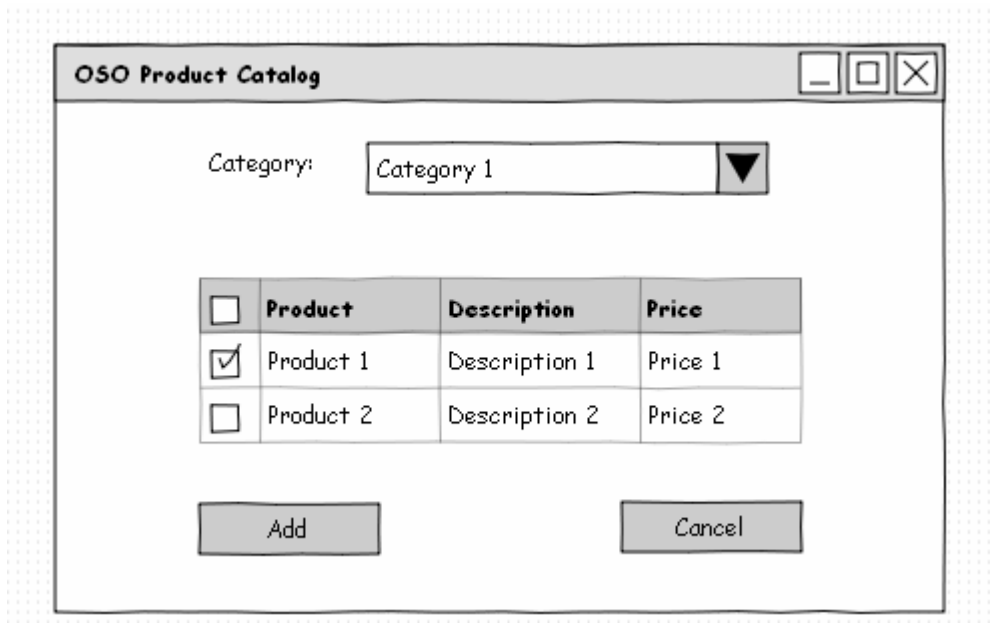 OSO Product Catalog
Category: Category 1
Product Description Price
Product 1 Description 1 Price 1
Product 2 Description 2 Price 2
Add Cancel